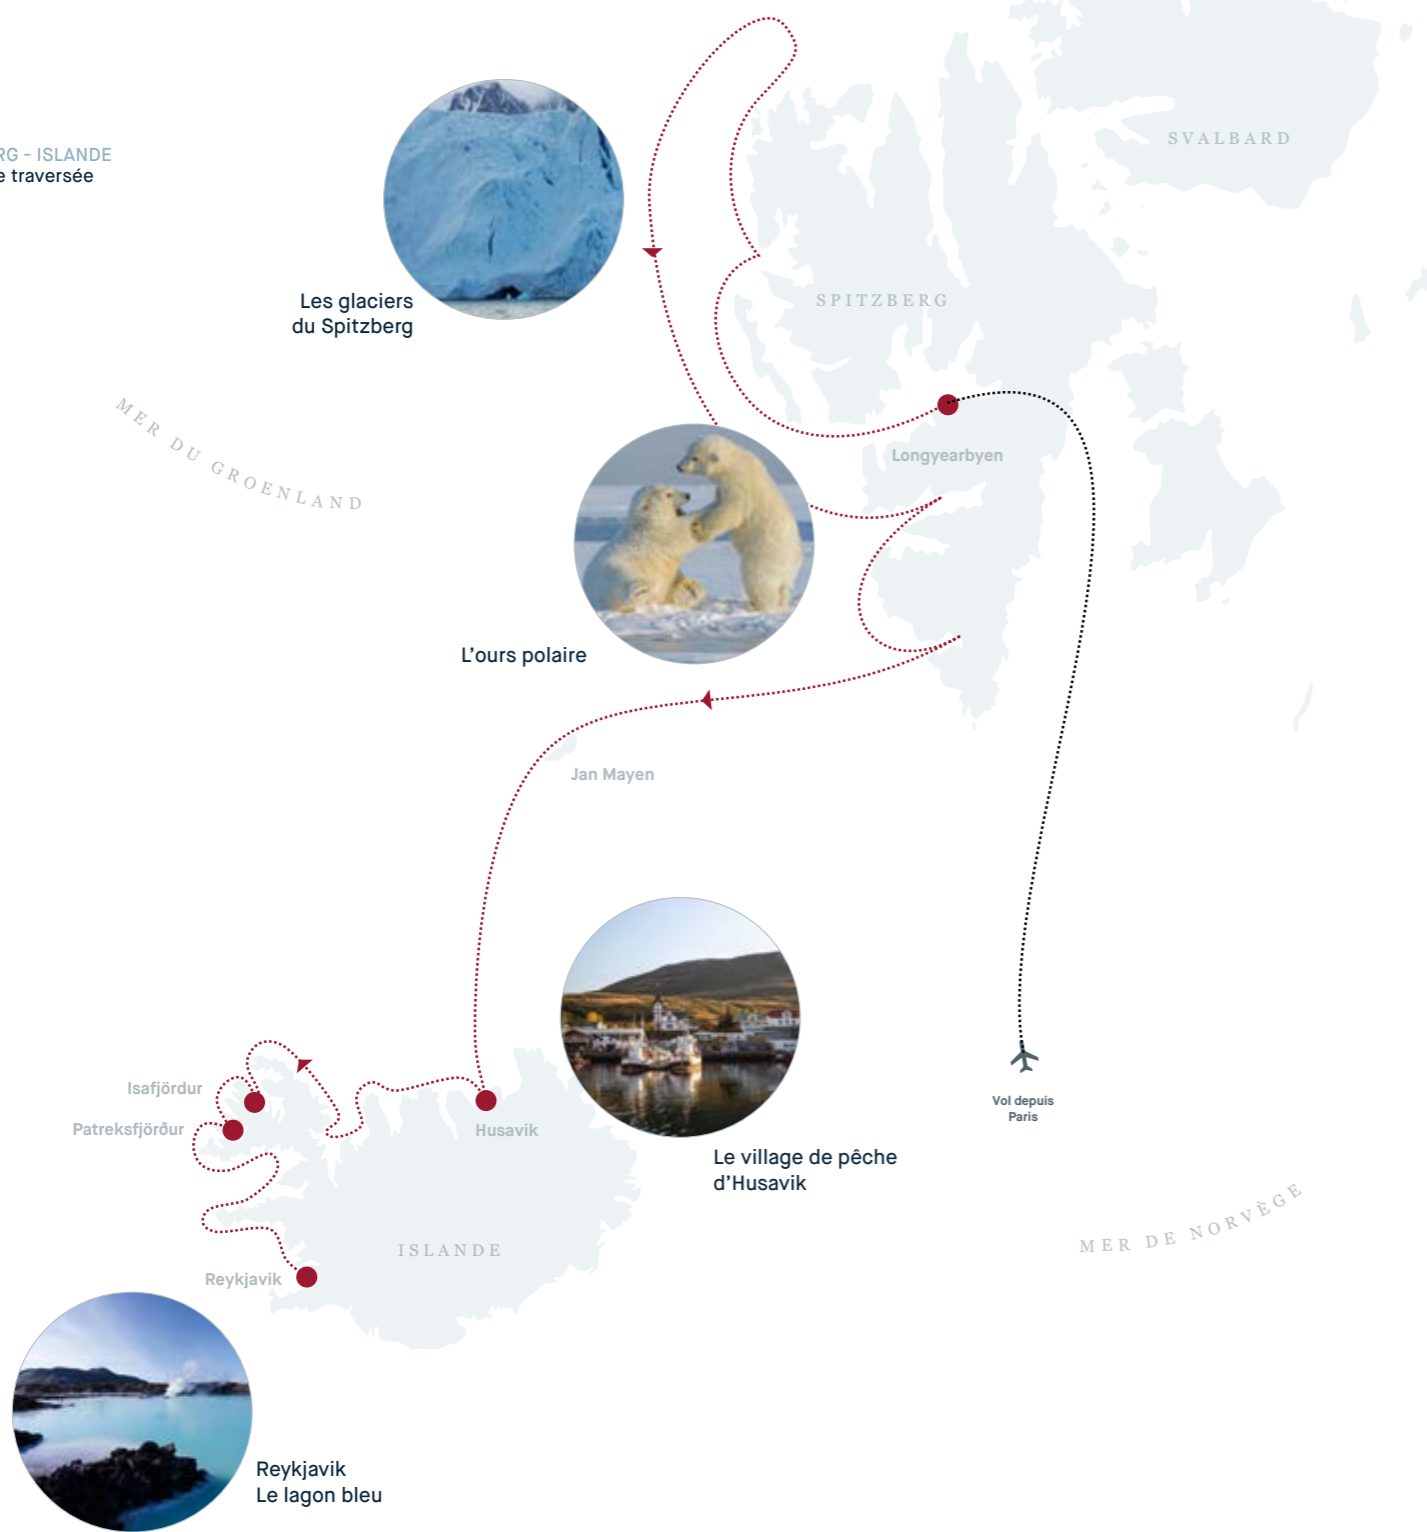 RG - ISLANDE
e traversée
SVALBARD
SPITZBERG
Les glaciers
du Spitzberg
MER DU GROENLAND
Longyearbyen
L'ours polaire
Jan Mayen
Isafjördur
Patreksfjörður
Husavik
Vol depuis
Paris
Le village de pêche
d'Husavik
MER DE NORVÈGE
ISLANDE
Reykjavik
Reykjavik
Le lagon bleu